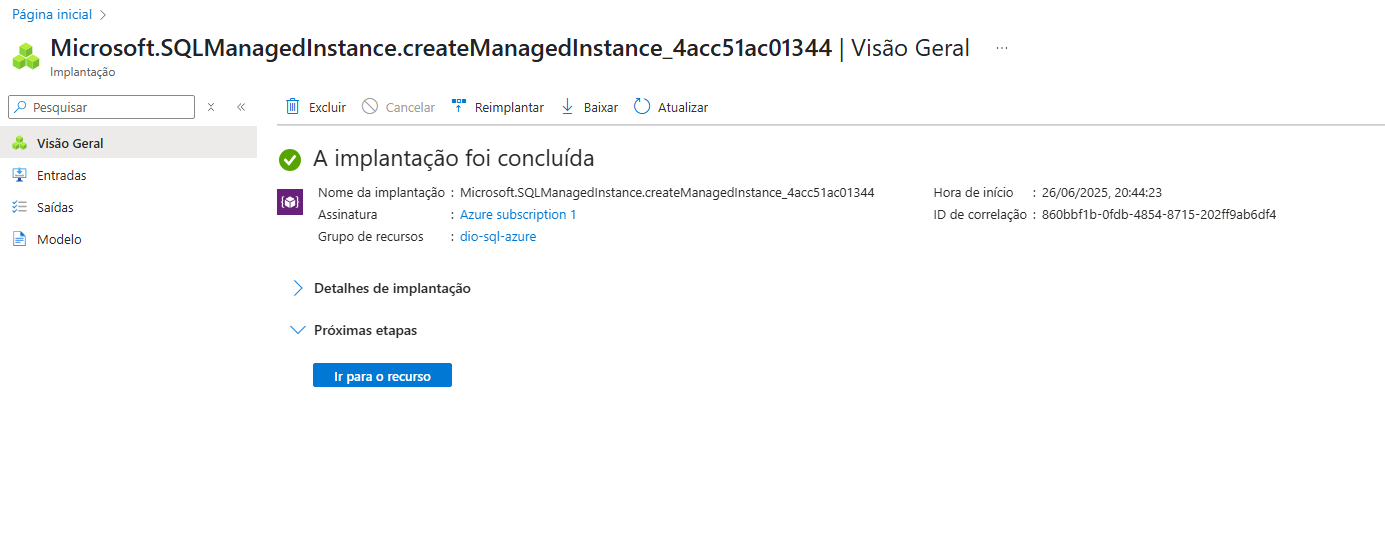 Página inicial
Microsoft.SQLManagedInstance.createManagedInstance_4acc51ac01344 | Visão Geral ...
Implantação
Pesquisar
Excluir Cancelar Reimplantar Baixar Atualizar
Visão Geral
Entradas
Saídas
Modelo
A implantação foi concluída
Nome da implantação : Microsoft.SQLManagedInstance.createManagedInstance_4acc51ac01344
Assinatura : Azure subscription 1
Grupo de recursos : dio-sql-azure
Hora de início : 26/06/2025, 20:44:23
ID de correlação : 860bbf1b-0fdb-4854-8715-202ff9ab6df4
Detalhes de implantação
Próximas etapas
Ir para o recurso